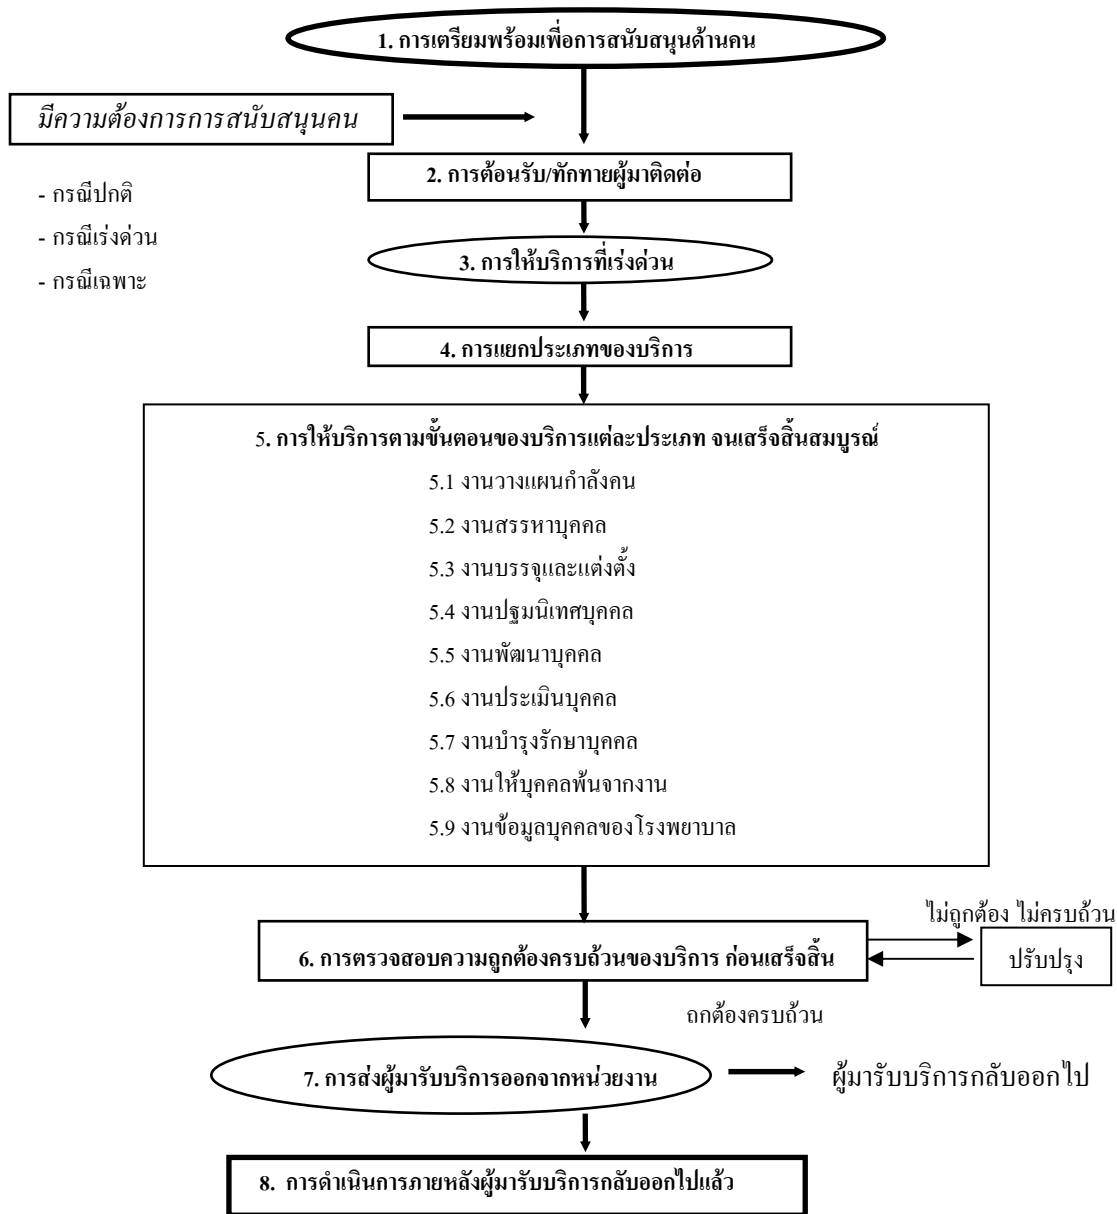 1. การเตรียมพร้อมเพื่อการสนับสนุนด้านคน
มีความต้องการการสนับสนุนคน
2. การต้อนรับ/ทักทายผู้มาติดต่อ
- กรณีปกติ
- กรณีเร่งด่วน
- กรณีเฉพาะ
3. การให้บริการที่เร่งด่วน
4. การแยกประเภทของบริการ
5. การให้บริการตามขั้นตอนของบริการแต่ละประเภท จนเสร็จสิ้นสมบูรณ์
5.1 งานวางแผนกำลังคน
5.2 งานสรรหาบุคคล
5.3 งานบรรจุและแต่งตั้ง
5.4 งานปฐมนิเทศบุคคล
5.5 งานพัฒนาบุคคล
5.6 งานประเมินบุคคล
5.7 งานบำรุงรักษาบุคคล
5.8 งานให้บุคคลพ้นจากงาน
5.9 งานข้อมูลบุคคลของโรงพยาบาล
ไม่ถูกต้อง ไม่ครบถ้วน
6. การตรวจสอบความถูกต้องครบถ้วนของบริการ ก่อนเสร็จสิ้น
ปรับปรุง
ถกต้องครบถ้วน
7. การส่งผู้มารับบริการออกจากหน่วยงาน
ผู้มารับบริการกลับออกไป
8. การดำเนินการภายหลังผู้มารับบริการกลับออกไปแล้ว